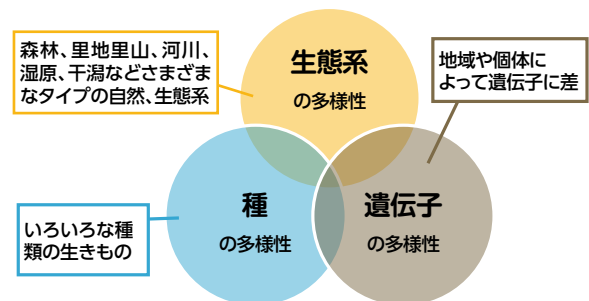 森林、里地里山、河川、
湿原、干潟などさまざま
なタイプの自然、生態系
生態系
の多様性
地域や個体に
よって遺伝子に差
種
の多様性
遺伝子
の多様性
いろいろな種
類の生きもの